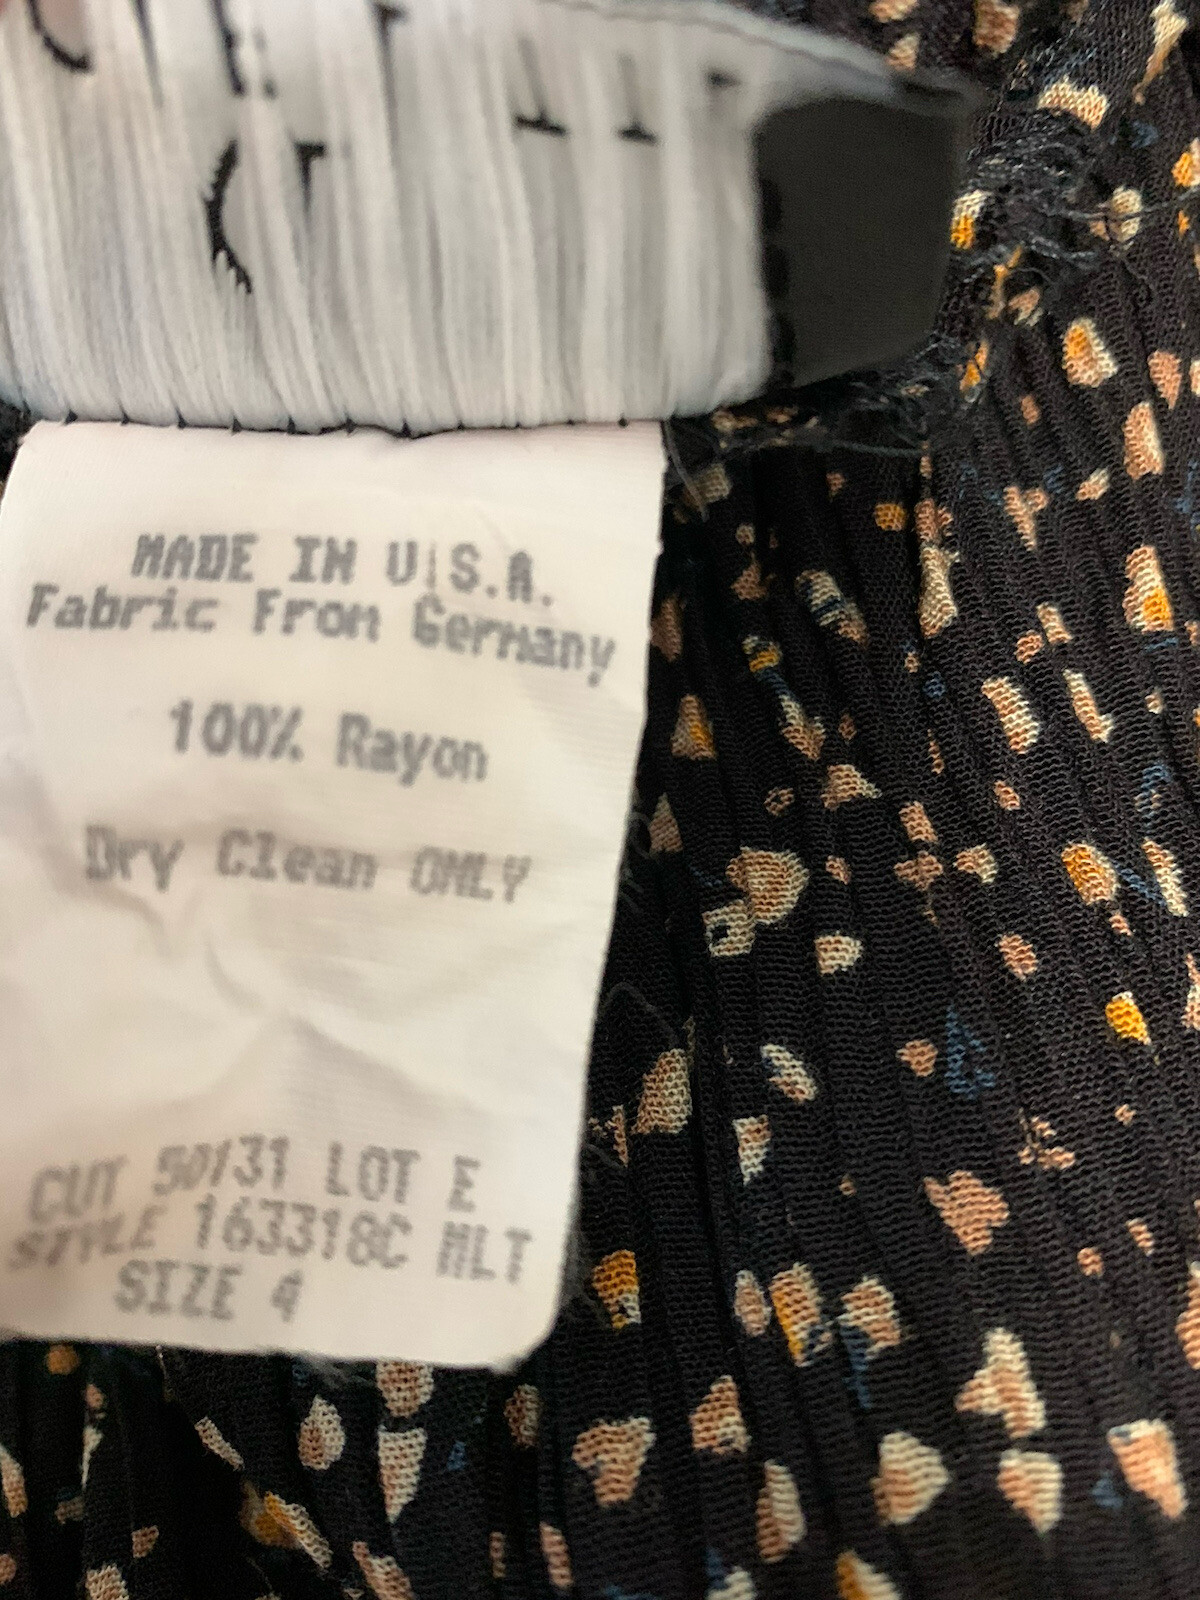 MADE IN U.S.A.
Fabric From Germany
100% Rayon
Dry Clean ONLY
CUT 50131 LOT E
STYLE 163318C MLT
SIZE 4